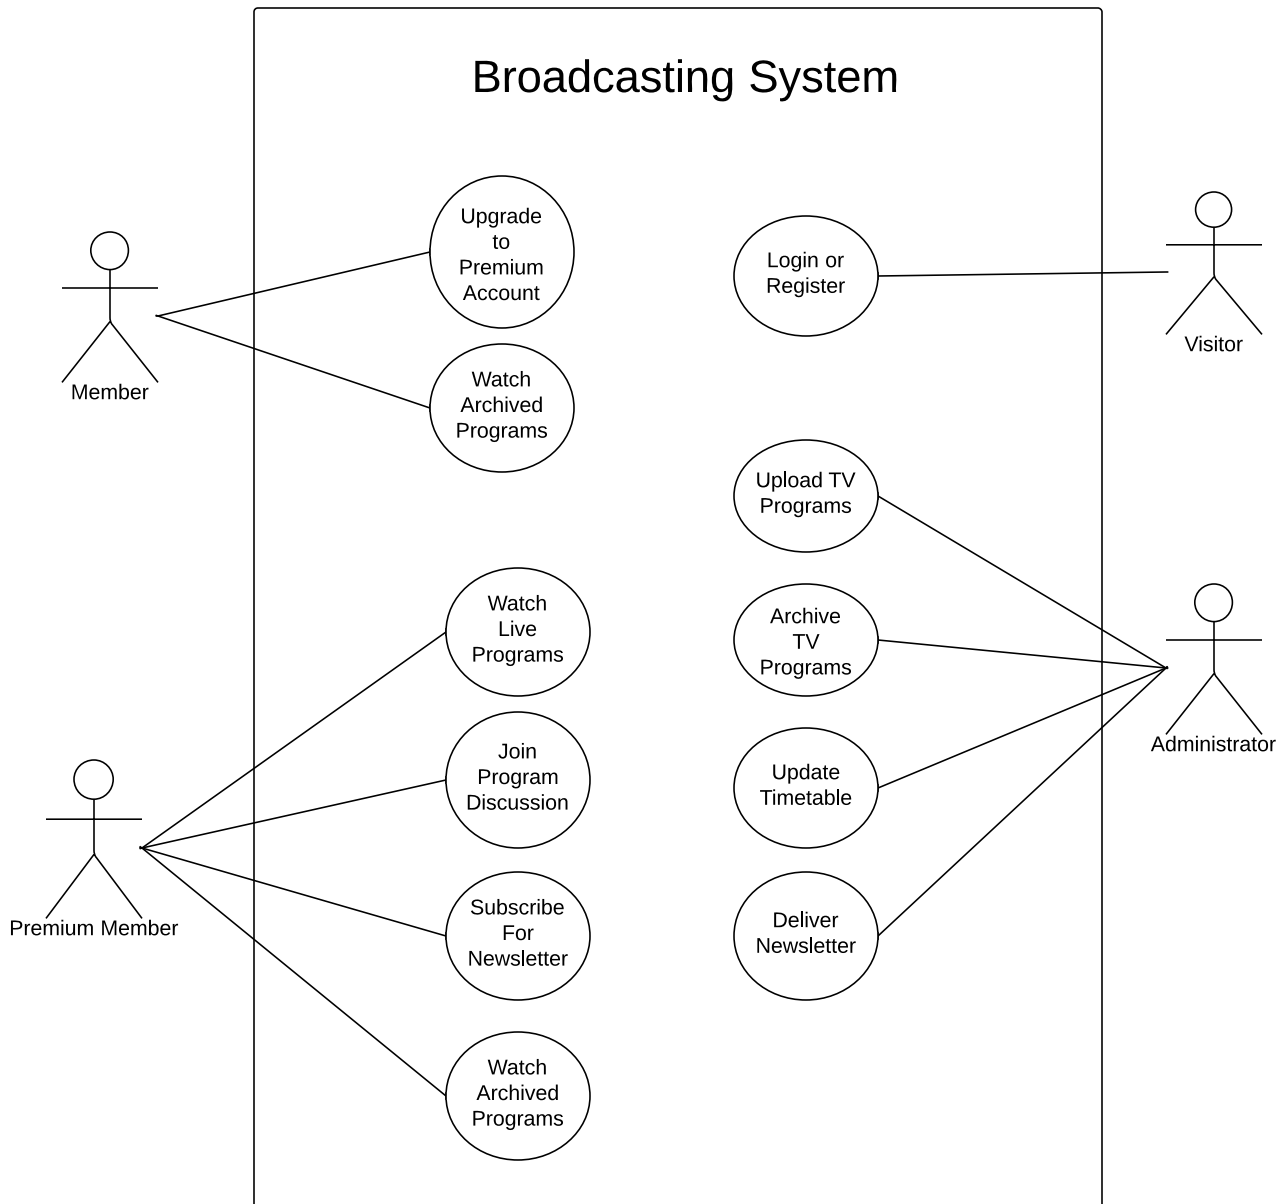 Broadcasting System
Upgrade
to
Premium
Account
Login or
Register
Visitor
Member
Watch
Archived
Programs
Upload TV
Programs
Watch
Live
Programs
Archive
TV
Programs
Administrator
Join
Program
Discussion
Update
Timetable
Premium Member
Subscribe
For
Newsletter
Deliver
Newsletter
Watch
Archived
Programs